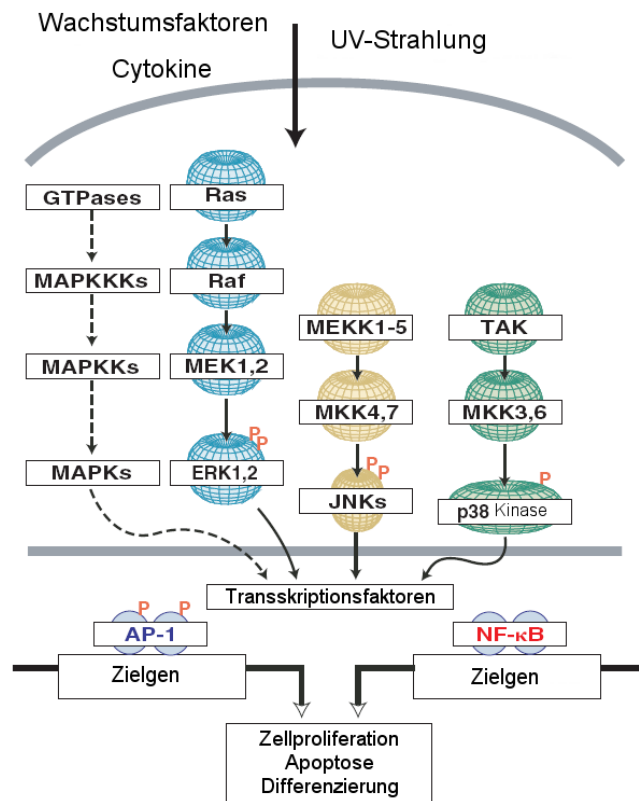 Wachstumsfaktoren
UV-Strahlung
Cytokine
GTPases
Ras
MAPKKKs
Raf
MEKK1-5
TAK
MAPKKs
MEK1,2
MKK4,7
MKK3,6
P
P
MAPKs
ERK1,2
P
P
JNKs
P
p38 Kinase
Transskriptionsfaktoren
P P
AP-1
NF-κB
Zielgen
Zielgen
Zellproliferation
Apoptose
Differenzierung